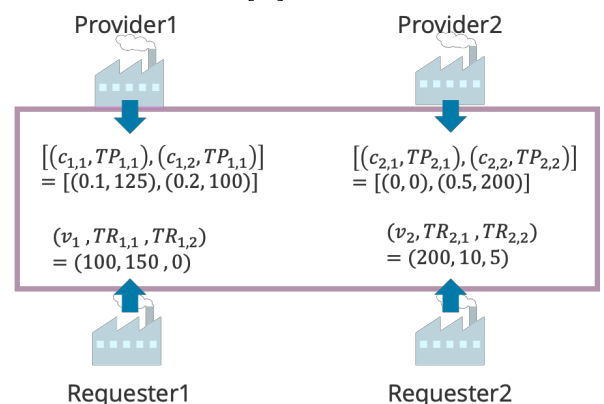 Provider1
Provider2
[(𝑐1,1, 𝑇𝑃1,1), (𝑐1,2, 𝑇𝑃1,1)]
= [(0.1, 125), (0.2, 100)]
[(𝑐2,1, 𝑇𝑃2,1), (𝑐2,2, 𝑇𝑃2,2)]
= [(0, 0), (0.5, 200)]
(𝑣1 , 𝑇𝑅1,1 , 𝑇𝑅1,2)
= (100, 150 , 0)
(𝑣2, 𝑇𝑅2,1 , 𝑇𝑅2,2)
= (200, 10, 5)
Requester1
Requester2